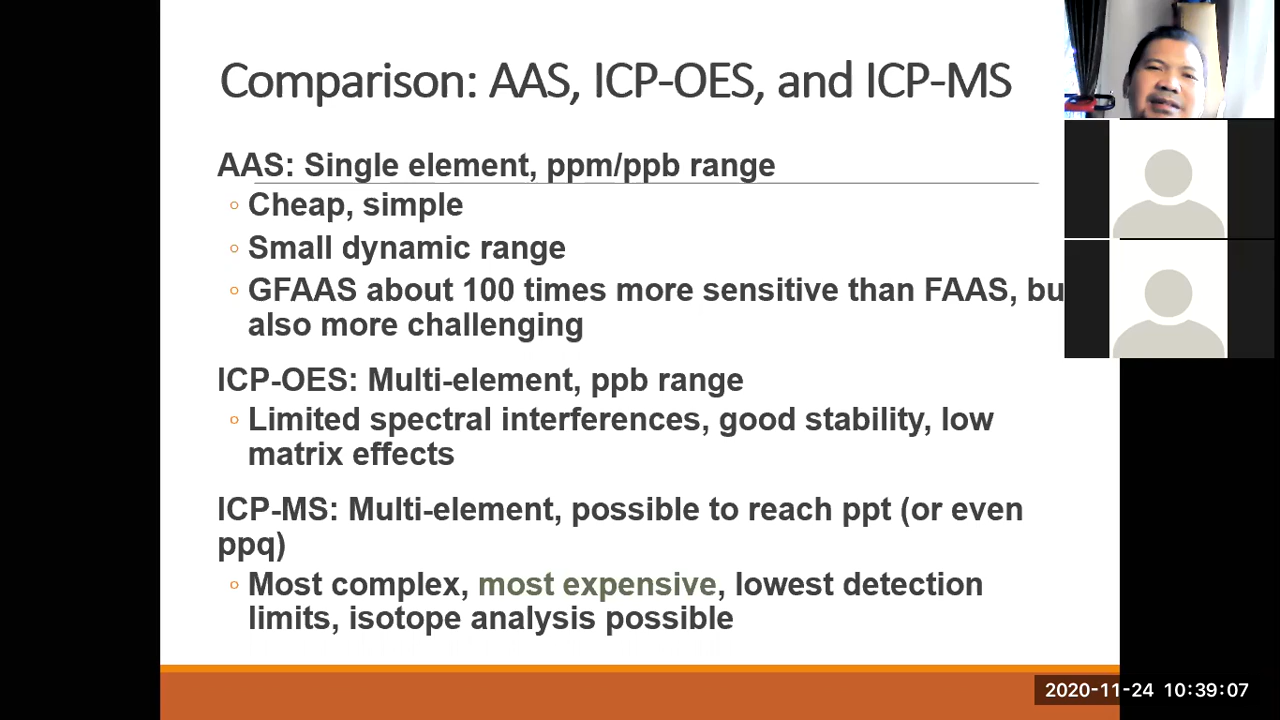 Comparison: AAS, ICP-OES, and ICP-MS
AAS: Single element, ppm/ppb range
◦ Cheap, simple
◦ Small dynamic range
◦ GFAAS about 100 times more sensitive than FAAS, bu
also more challenging
ICP-OES: Multi-element, ppb range
◦ Limited spectral interferences, good stability, low
matrix effects
ICP-MS: Multi-element, possible to reach ppt (or even
ppq)
◦ Most complex, most expensive, lowest detection
limits, isotope analysis possible
2020-11-24 10:39:07